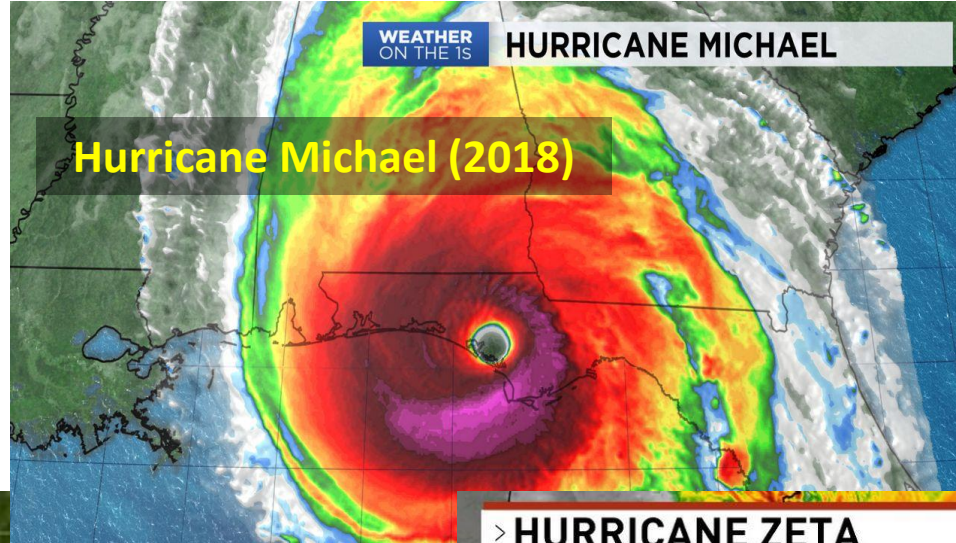 WEATHER
ON THE 1S
HURRICANE MICHAEL
Hurricane Michael (2018)
> HURRICANE ZETA